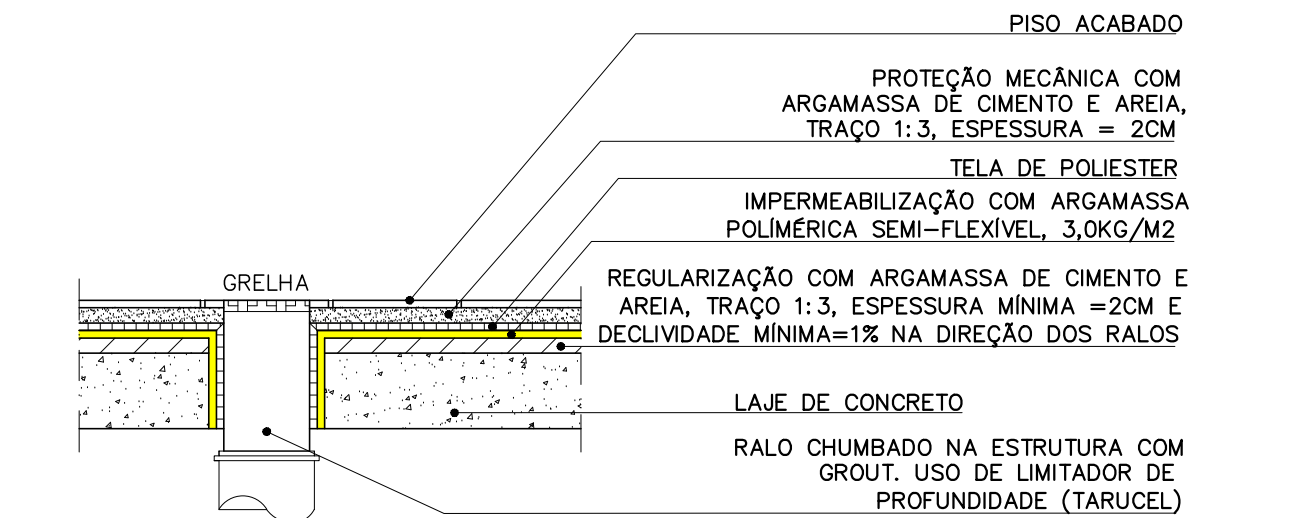 PISO ACABADO
PROTEÇÃO MECÂNICA COM
ARGAMASSA DE CIMENTO E AREIA,
TRAÇO 1:3, ESPESSURA = 2CM
TELA DE POLIESTER
IMPERMEABILIZAÇÃO COM ARGAMASSA
POLÍMÉRICA SEMI-FLEXÍVEL, 3,0KG/M2
GRELHA
REGULARIZAÇÃO COM ARGAMASSA DE CIMENTO E
AREIA, TRAÇO 1:3, ESPESSURA MÍNIMA =2CM E
DECLIVIDADE MÍNIMA=1% NA DIREÇÃO DOS RALOS
LAJE DE CONCRETO
RALO CHUMBADO NA ESTRUTURA COM
GROUT. USO DE LIMITADOR DE
PROFUNDIDADE (TARUCEL)